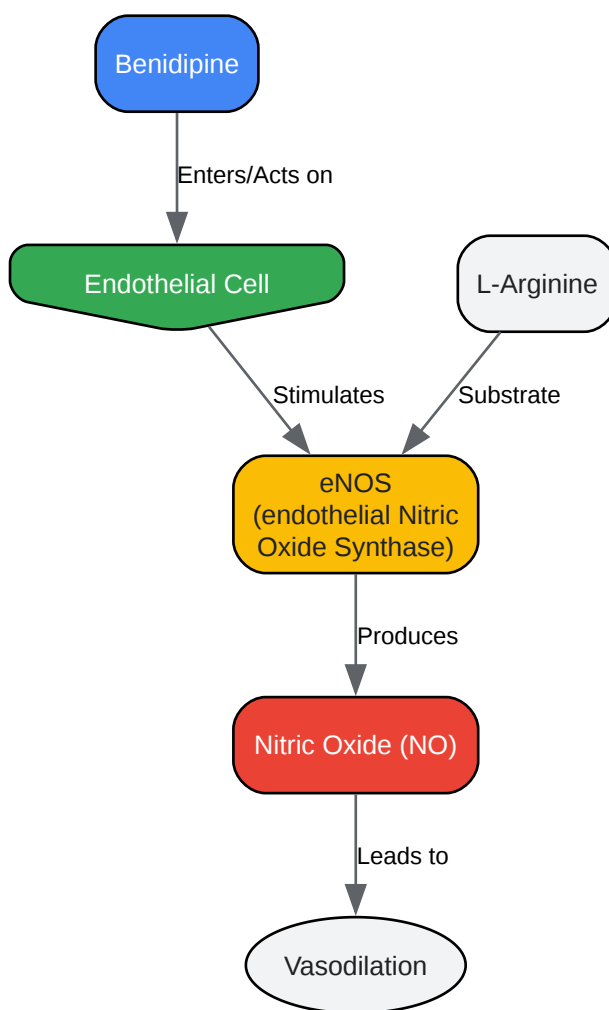 Benidipine
Enters/Acts on
Endothelial Cell
L-Arginine
Stimulates
Substrate
eNOS
(endothelial Nitric
Oxide Synthase)
Produces
Nitric Oxide (NO)
Leads to
Vasodilation